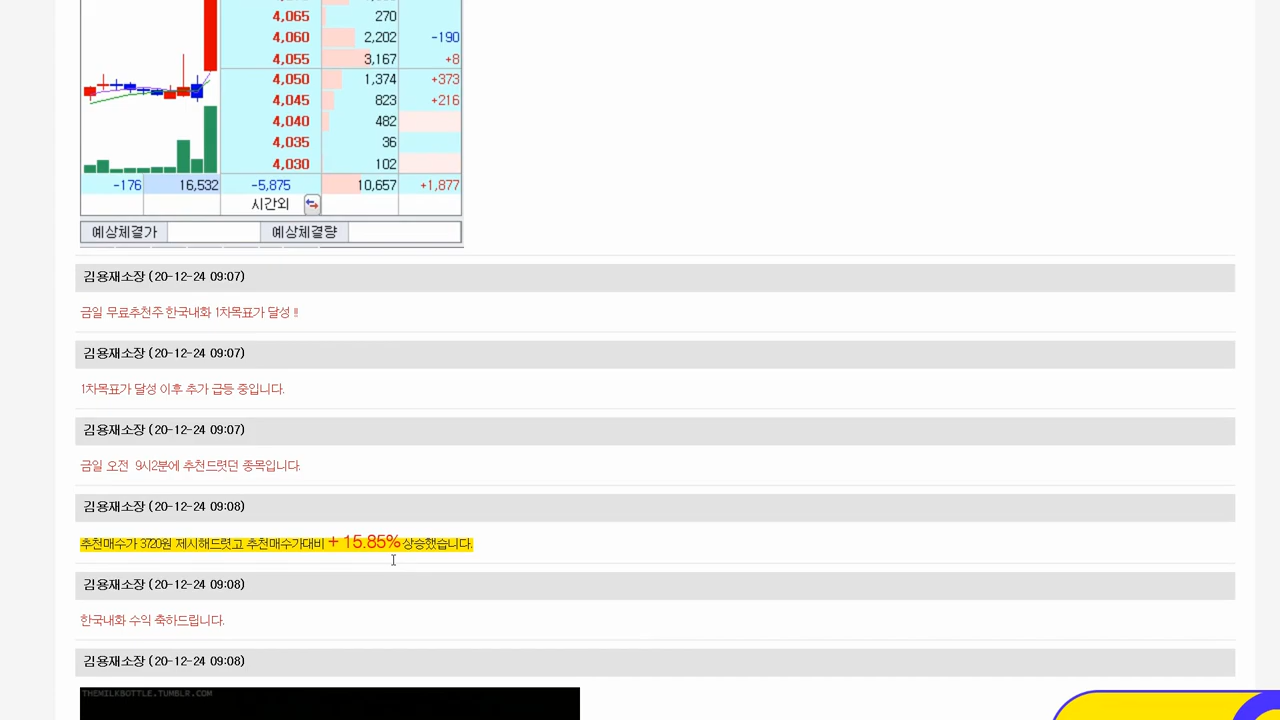 4,065 270
4,060 2,202 -190
4,055 3,167 +8
4,050 1,374 +373
4,045 823 +216
4,040 482
4,035 36
4,030 102
-176 16,532 -5,875 10,657 +1,877
시간외
예상체결가 예상체결량
김용재소장 (20-12-24 09:07)
금일 무료추천주 한국내화 1차목표가 달성 !!
김용재소장 (20-12-24 09:07)
1차목표가 달성 이후 추가 급등 중입니다.
김용재소장 (20-12-24 09:07)
금일 오전 9시2분에 추천드렷던 종목입니다.
김용재소장 (20-12-24 09:08)
추천매수가 3720원 제시해드렷고 추천매수가대비 + 15.85% 상승했습니다.
김용재소장 (20-12-24 09:08)
한국내화 수익 축하드립니다.
김용재소장 (20-12-24 09:08)
THEMILKBOTTLE.TUMBLR.COM